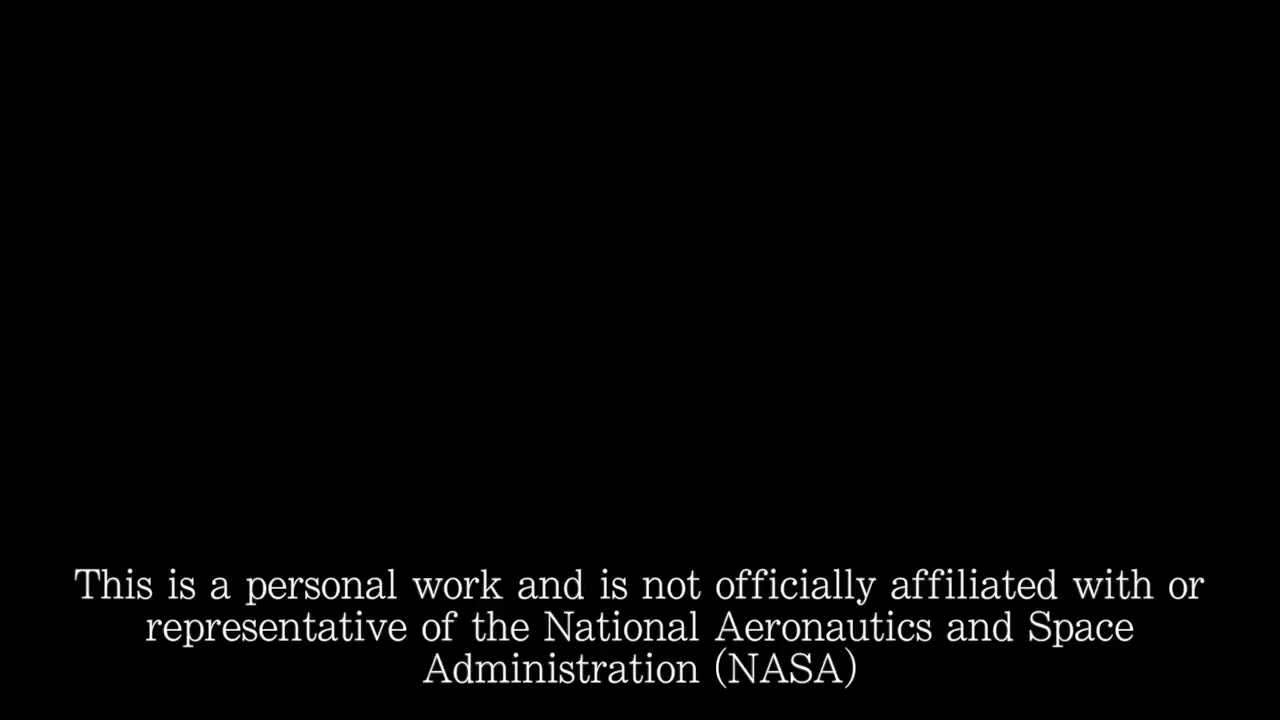 This is a personal work and is not officially affiliated with or
representative of the National Aeronautics and Space
Administration (NASA)